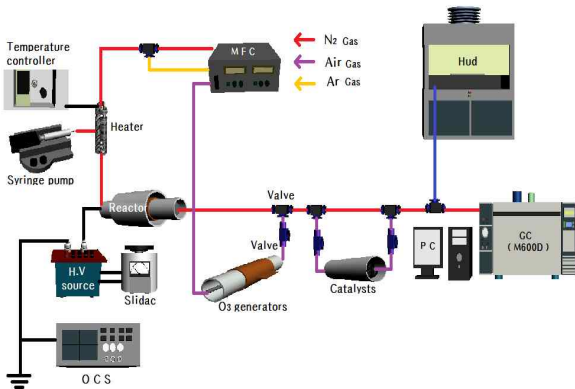 Temperature
controller
MFC
N2 Gas
Air Gas
Ar Gas
Hud
Heater
Syringe pump
Reactor
Valve
Valve
GC
(M600D)
PC
H.V
source
Slidac
O3 generators
Catalysts
OCS